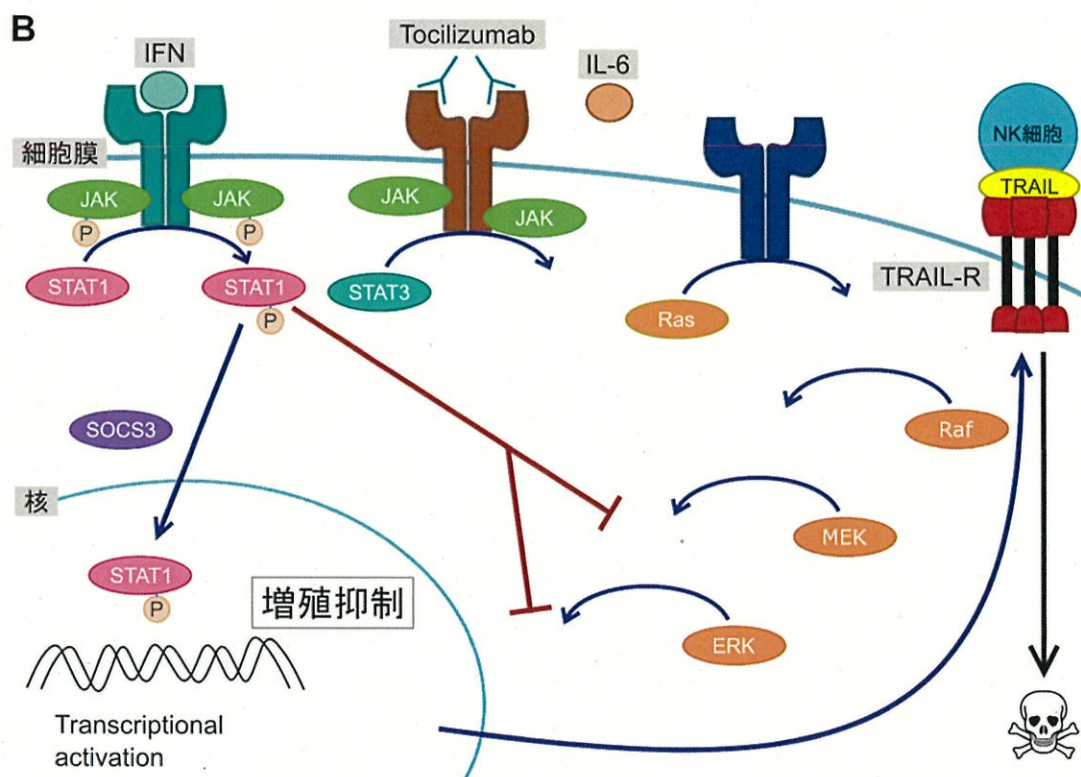 B
IFN
Tocilizumab
IL-6
NK細胞
細胞膜
TRAIL
JAK
JAK
JAK
JAK
P
P
TRAIL-R
STAT1
STAT1
STAT3
P
Ras
SOCS3
Raf
核
MEK
STAT1
P
増殖抑制
ERK
Transcriptional
activation